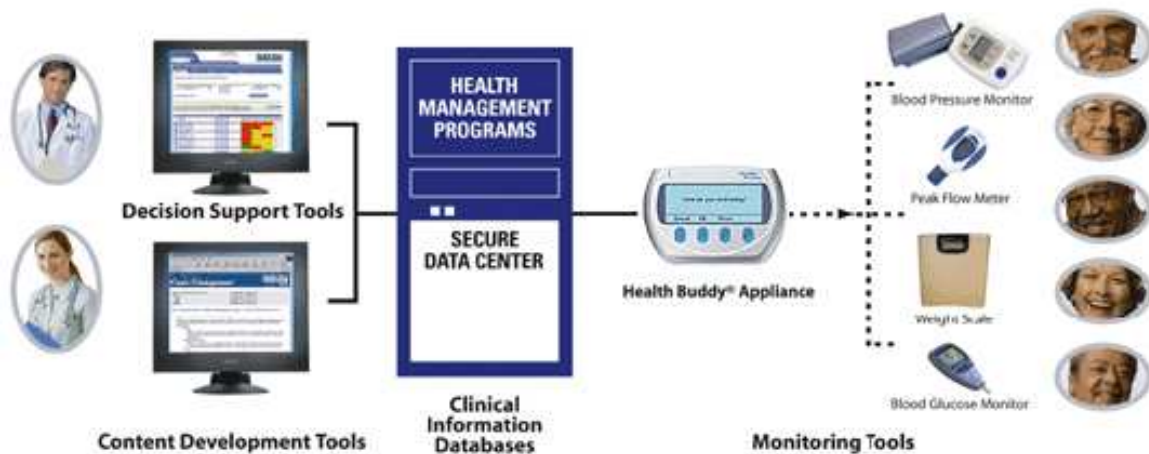 HEALTH
MANAGEMENT
PROGRAMS
Decision Support Tools
SECURE
DATA CENTER
Content Development Tools
Clinical
Information
Databases
Health Buddy® Appliance
Blood Pressure Monitor
Peak Flow Meter
Weight Scale
Blood Glucose Monitor
Monitoring Tools